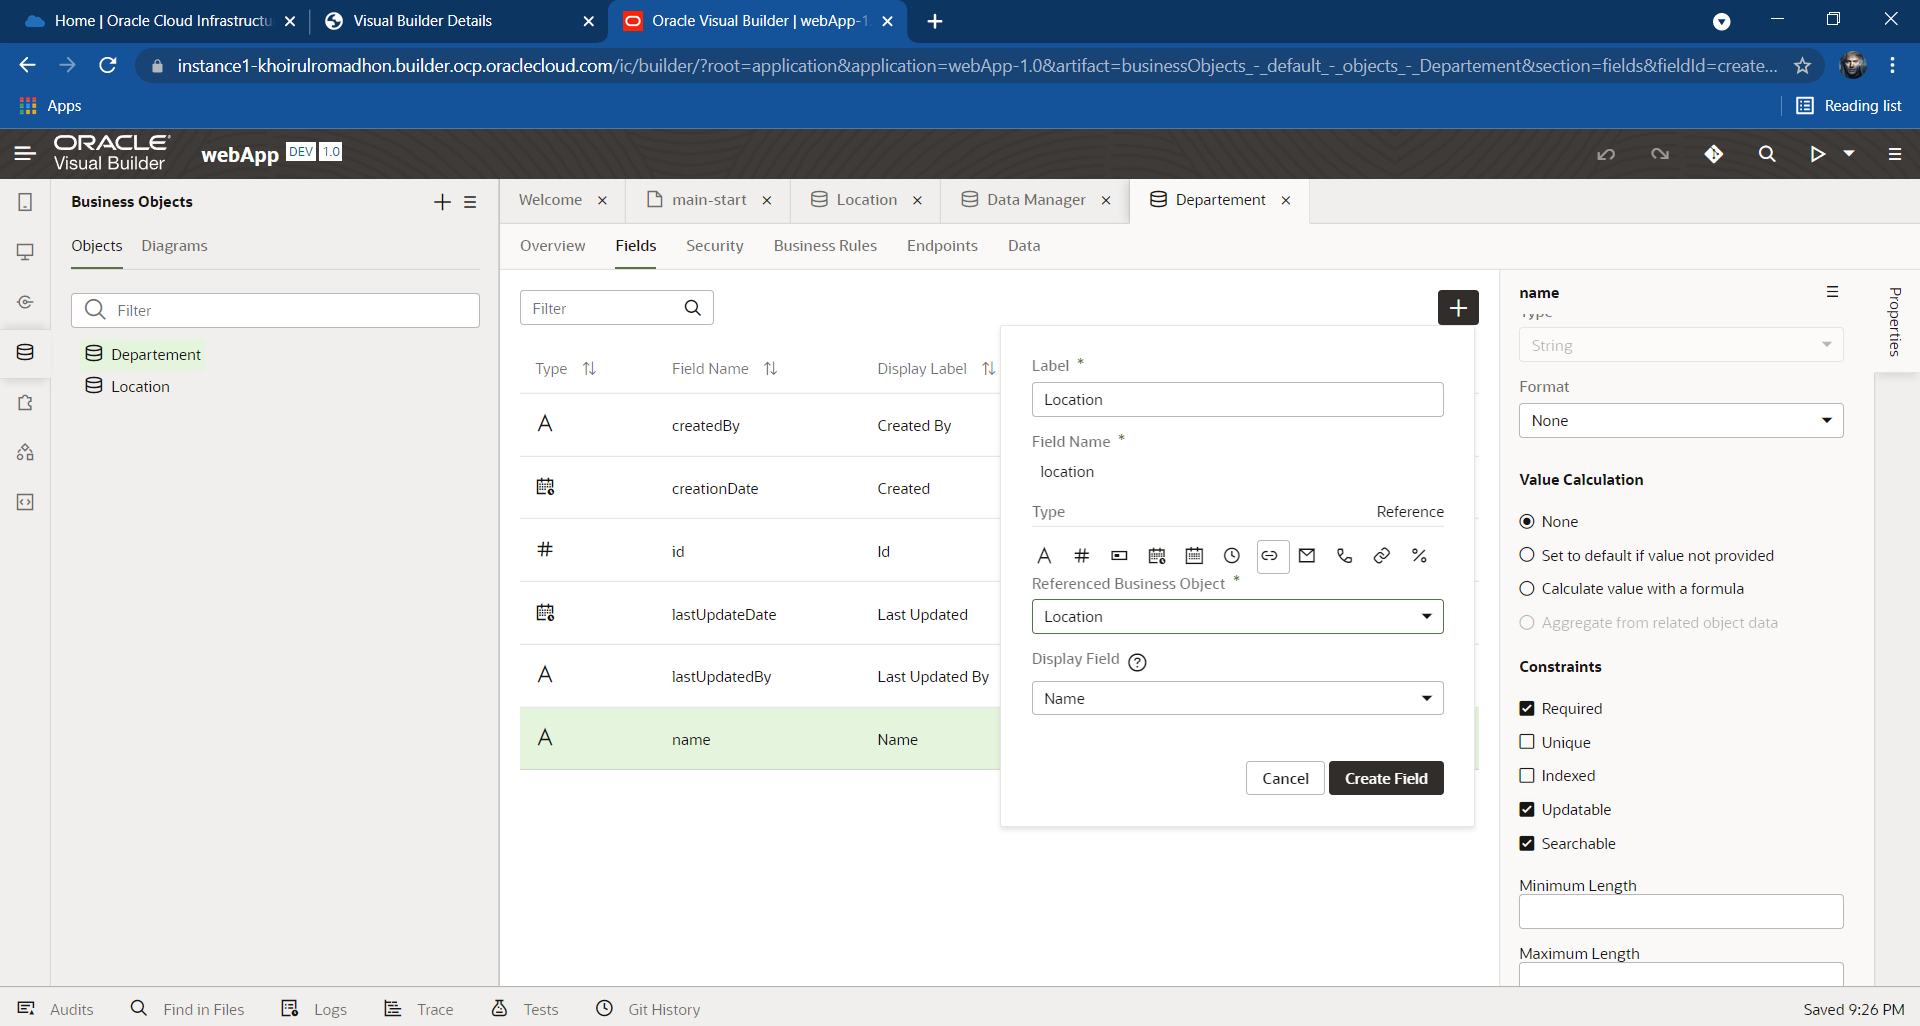 Home | Oracle Cloud Infrastructu
Visual Builder Details
Oracle Visual Builder | webApp-1.
instance1-khoirulromadhon.builder.ocp.oraclecloud.com/ic/builder/?root=application&application=webApp-1.0&artifact=businessObjects_-_default_-_objects_-_Departement&section=fields&fieldId=create...
Apps
Reading list
ORACLE
Visual Builder
webApp DEV 1.0
Business Objects
Objects Diagrams
Filter
Departement
Location
Welcome
main-start
Location
Data Manager
Departement
Overview Fields Security Business Rules Endpoints Data
Filter
Type Field Name Display Label
createdBy Created By
creationDate Created
id Id
lastUpdateDate Last Updated
lastUpdatedBy Last Updated By
name Name
Label *
Location
Field Name *
location
Type Reference
Referenced Business Object *
Location
Display Field
Name
Cancel Create Field
name
Type
String
Format
None
Value Calculation
None
Set to default if value not provided
Calculate value with a formula
Aggregate from related object data
Constraints
Required
Unique
Indexed
Updatable
Searchable
Minimum Length
Maximum Length
Properties
Audits Find in Files Logs Trace Tests Git History
Saved 9:26 PM